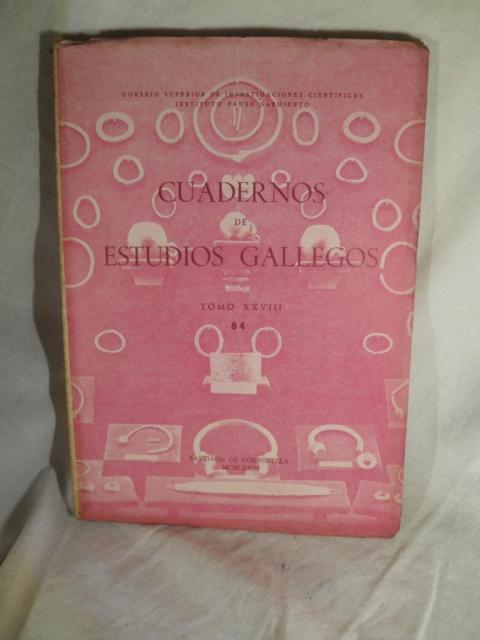 CONSEJO SUPERIOR DE INVESTIGACIONES CIENTIFICAS
INSTITUTO PADRE SARMIENTO
CUADERNOS
DE
ESTUDIOS GALLEGOS
TOMO XXVIII
84
SANTIAGO DE COMPOSTELA